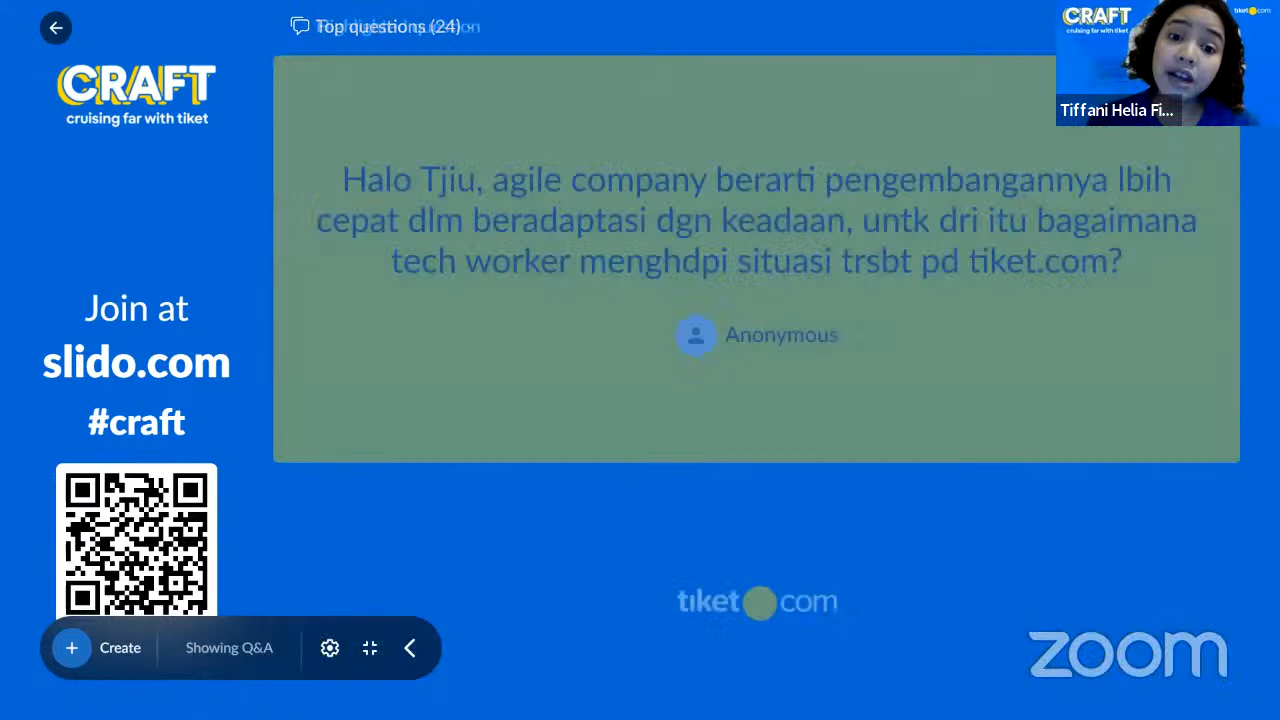 Top questions (24)
CRAFT
cruising far with tiket
CRAFT
cruising far with tiket
tiket.com
Tiffani Helia Fi...
Halo Tjiu, agile company berarti pengembangannya lbih
cepat dlm beradaptasi dgn keadaan, untk dri itu bagaimana
tech worker menghdpi situasi trsbt pd tiket.com?
Anonymous
Join at
slido.com
#craft
tiket com
Create
Showing Q&A
zoom